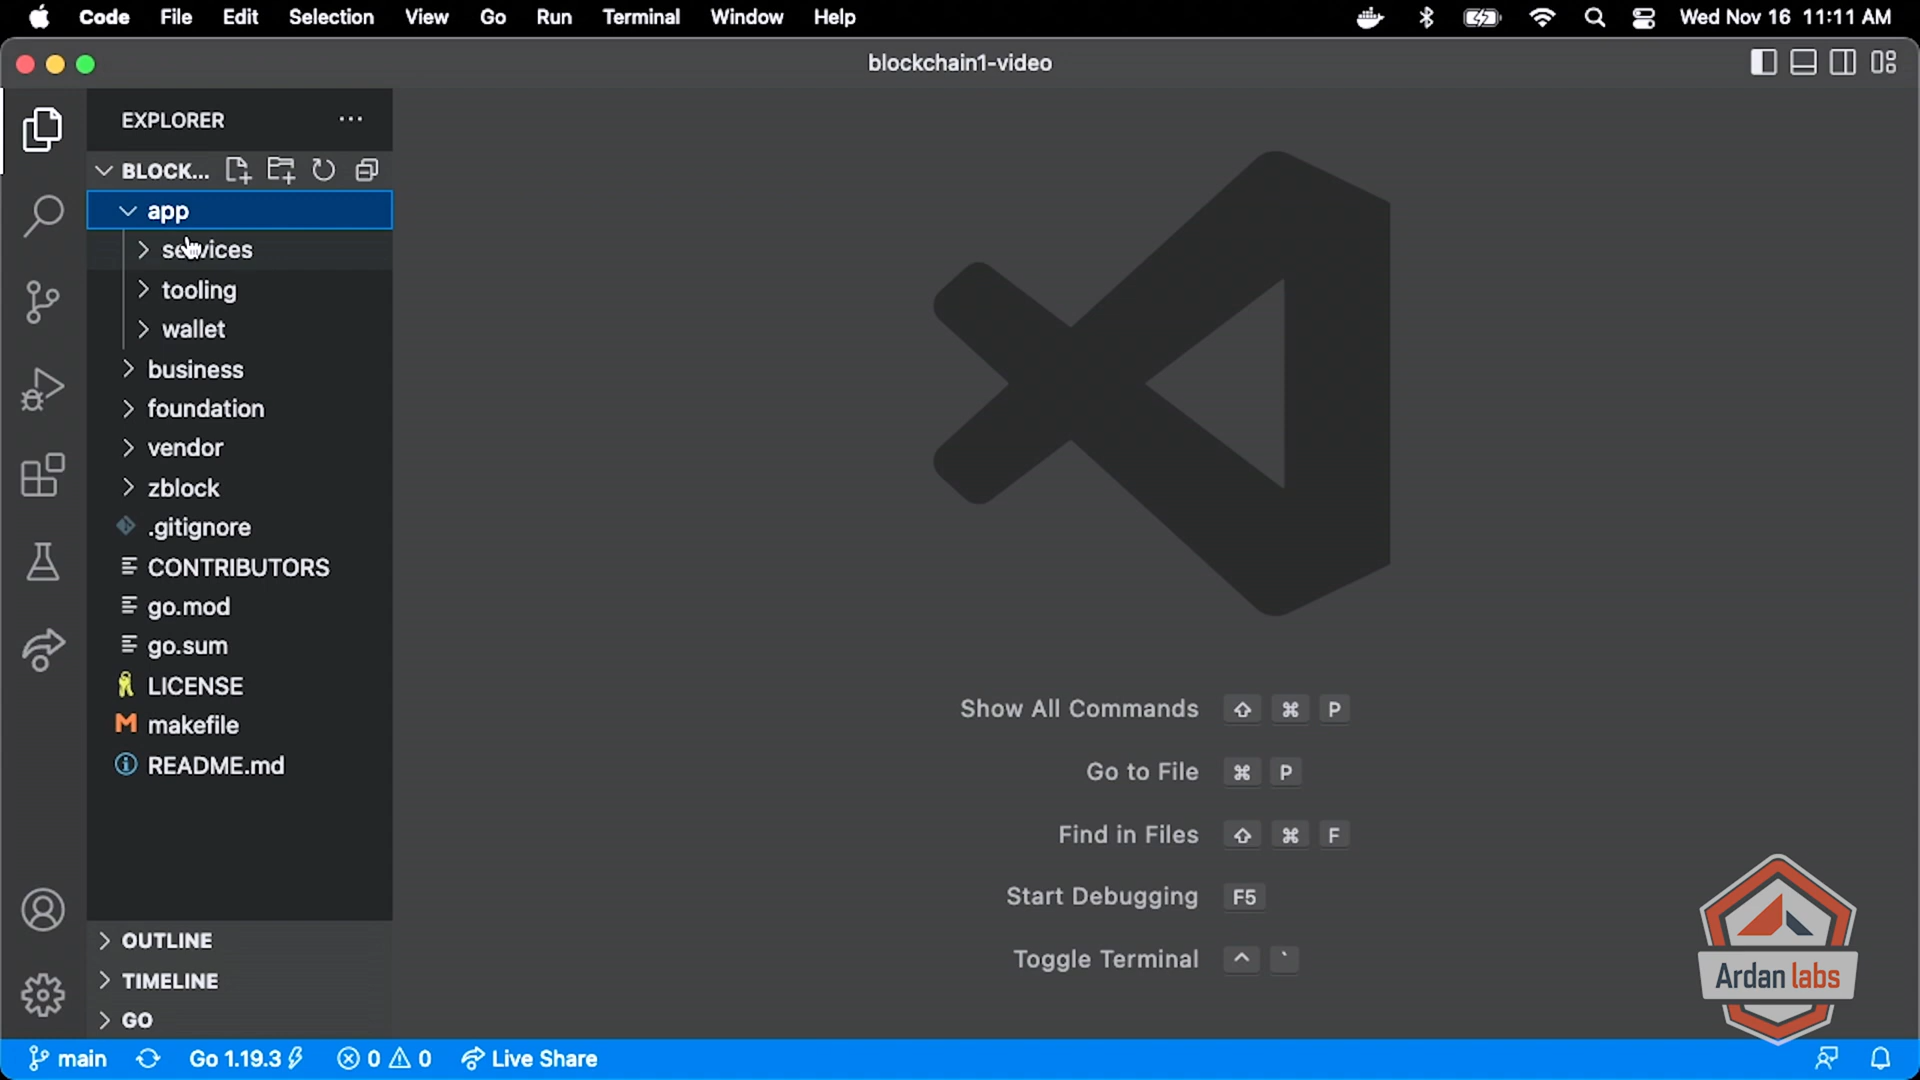 Code File Edit Selection View Go Run Terminal Window Help Wed Nov 16 11:11 AM
blockchain1-video
EXPLORER ...
BLOCK...
app
services
tooling
wallet
business
foundation
vendor
zblock
.gitignore
CONTRIBUTORS
go.mod
go.sum
LICENSE
M makefile
README.md
OUTLINE
TIMELINE
GO
Show All Commands ⇧ ⌘ P
Go to File ⌘ P
Find in Files ⇧ ⌘ F
Start Debugging F5
Toggle Terminal ^ `
Ardan labs
main Go 1.19.3 0 0 Live Share